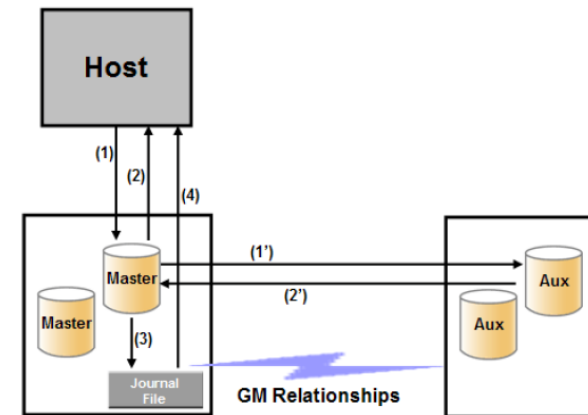 Host
(1)
(2)
(4)
(1')
Master
Aux
(2')
Master
Aux
(3)
Journal
File
GM Relationships